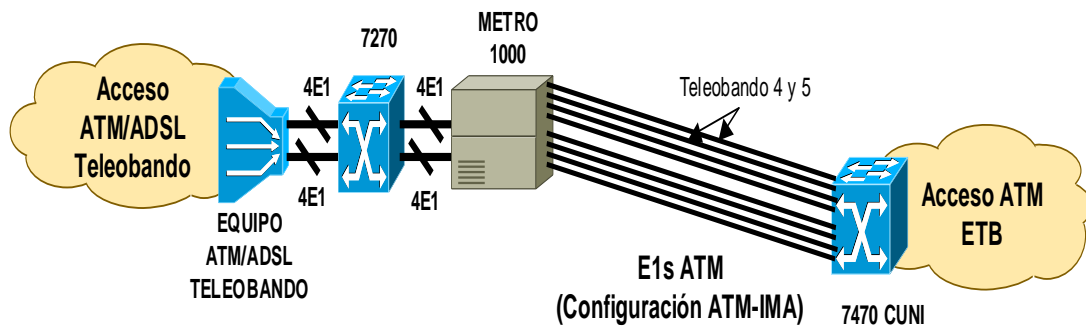 Acceso
ATM/ADSL
Teleobando
EQUIPO
ATM/ADSL
TELEOBANDO
4E1
4E1
7270
4E1
4E1
METRO
1000
Teleobando 4 y 5
E1s ATM
(Configuración ATM-IMA)
7470 CUNI
Acceso ATM
ETB